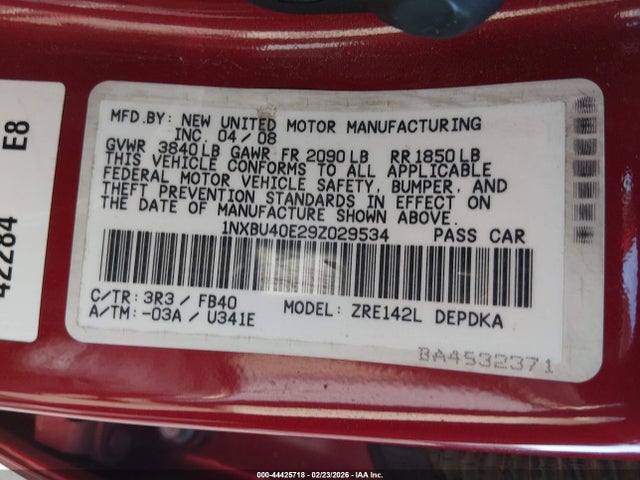 MFD.BY: NEW UNITED MOTOR MANUFACTURING
INC. 04/08
GVWR 3840LB GAWR FR 2090LB RR 1850LB
THIS VEHICLE CONFORMS TO ALL APPLICABLE
FEDERAL MOTOR VEHICLE SAFETY, BUMPER, AND
THEFT PREVENTION STANDARDS IN EFFECT ON
THE DATE OF MANUFACTURE SHOWN ABOVE.
1NXBU40E29Z029534 PASS CAR
C/TR: 3R3/FB40 MODEL: ZRE142L DEPDKA
A/TM: -03A/U341E
BA4532371
42284 E8
000-44425718 - 02/23/2026 - IAA Inc.